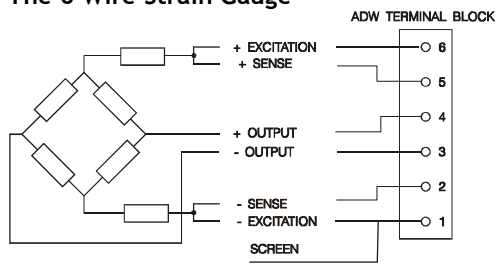 The 6 Wire Strain Gauge
ADW TERMINAL BLOCK
+ EXCITATION
6
+ SENSE
5
4
+ OUTPUT
- OUTPUT
3
2
- SENSE
- EXCITATION
1
SCREEN